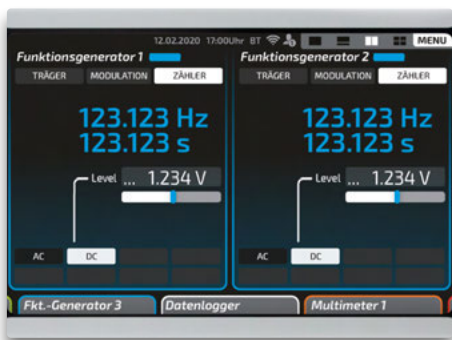 12.02.2020 17:00Uhr BT MENU
Funktionsgenerator 1
TRÄGER MODULATION ZÄHLER
123.123 Hz
123.123 s
Level ... 1.234 V
AC DC
Funktionsgenerator 2
TRÄGER MODULATION ZÄHLER
123.123 Hz
123.123 s
Level ... 1.234 V
AC DC
Fkt.-Generator 3 Datenlogger Multimeter 1